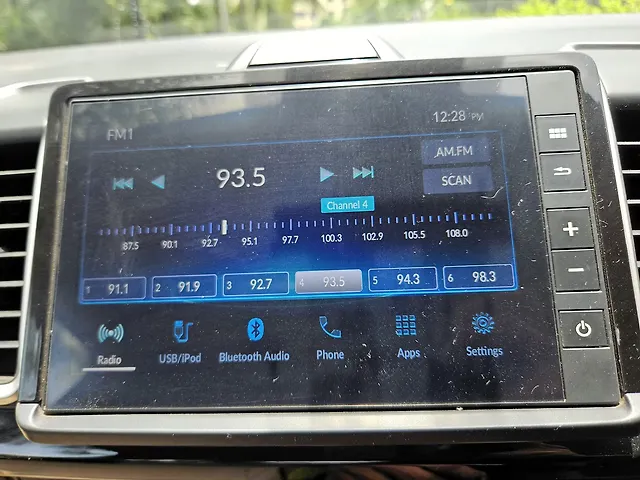 FM1
12:28 PM
AM.FM
93.5
SCAN
Channel 4
87.5 90.1 92.7 95.1 97.7 100.3 102.9 105.5 108.0
1 91.1 2 91.9 3 92.7 4 93.5 5 94.3 6 98.3
Radio USB/iPod Bluetooth Audio Phone Apps Settings